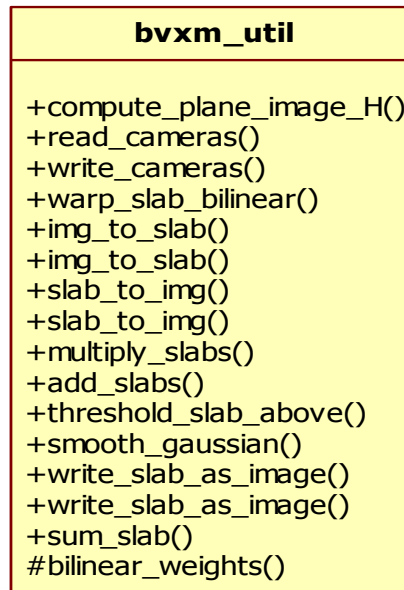 bvxm_util
+compute_plane_image_H()
+read_cameras()
+write_cameras()
+warp_slab_bilinear()
+img_to_slab()
+img_to_slab()
+slab_to_img()
+slab_to_img()
+multiply_slabs()
+add_slabs()
+threshold_slab_above()
+smooth_gaussian()
+write_slab_as_image()
+write_slab_as_image()
+sum_slab()
#bilinear_weights()